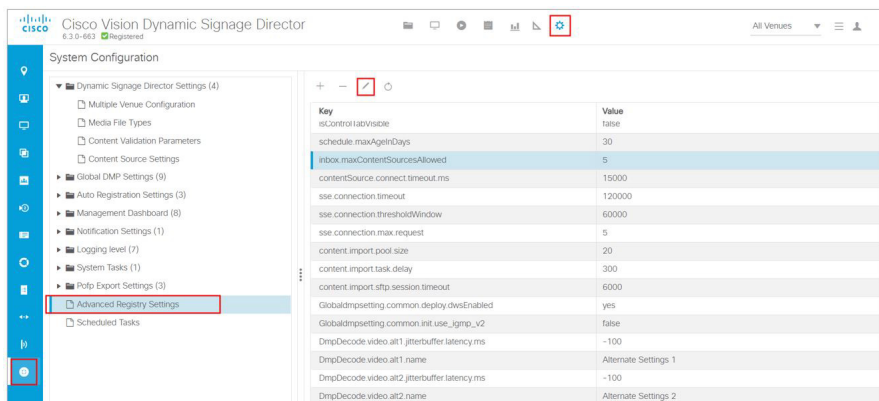 CISCO
Cisco Vision Dynamic Signage Director
6.3.0-663 Registered
All Venues
System Configuration
Dynamic Signage Director Settings (4)
Multiple Venue Configuration
Media File Types
Content Validation Parameters
Content Source Settings
Global DMP Settings (9)
Auto Registration Settings (3)
Management Dashboard (8)
Notification Settings (1)
Logging level (7)
System Tasks (1)
Pofp Export Settings (3)
Advanced Registry Settings
Scheduled Tasks
Key Value
isControlTabVisible false
schedule.maxAgeInDays 30
inbox.maxContentSourcesAllowed 5
contentSource.connect.timeout.ms 15000
sse.connection.timeout 120000
sse.connection.thresholdWindow 60000
sse.connection.max.request 5
content.import.pool.size 20
content.import.task.delay 300
content.import.sftp.session.timeout 6000
Globaldmpsetting.common.deploy.dwsEnabled yes
Globaldmpsetting.common.init.use_igmp_v2 false
DmpDecode.video.alt1.jitterbuffer.latency.ms -100
DmpDecode.video.alt1.name Alternate Settings 1
DmpDecode.video.alt2.jitterbuffer.latency.ms -100
DmpDecode.video.alt2.name Alternate Settings 2